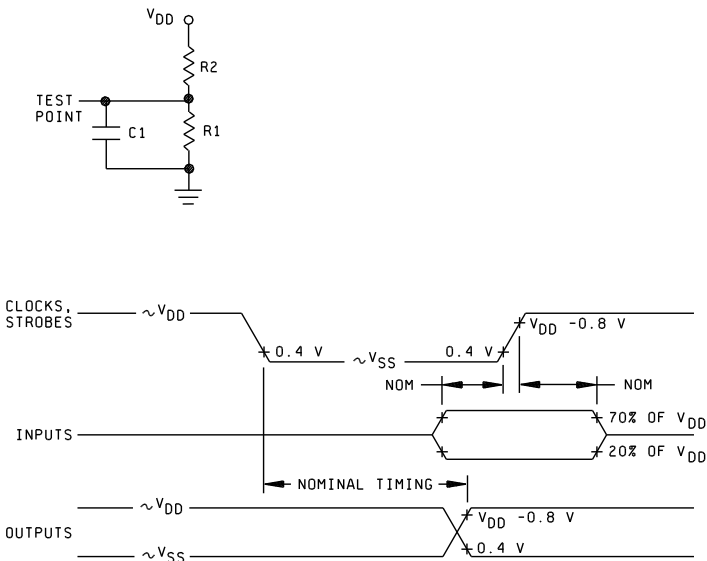 VDD
R2
TEST
POINT
C1
R1
CLOCKS,
STROBES
~VDD
0.4 V
~VSS
0.4 V
VDD -0.8 V
NOM
NOM
INPUTS
70% OF VDD
20% OF VDD
NOMINAL TIMING
OUTPUTS
~VDD
VDD -0.8 V
0.4 V
~VSS